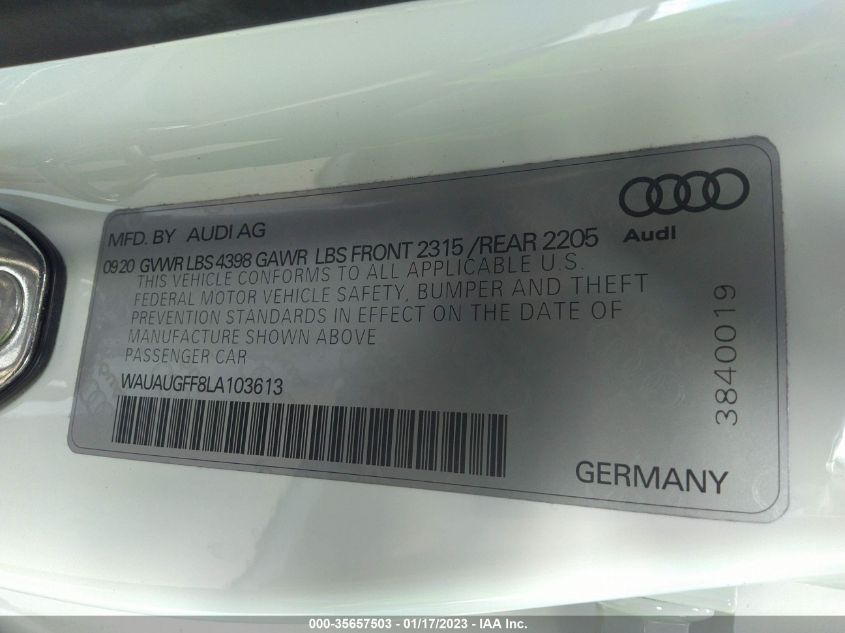 MFD. BY AUDI AG
09.20 GVWR LBS 4398 GAWR LBS FRONT 2315 /REAR 2205
THIS VEHICLE CONFORMS TO ALL APPLICABLE U.S.
FEDERAL MOTOR VEHICLE SAFETY, BUMPER AND THEFT
PREVENTION STANDARDS IN EFFECT ON THE DATE OF
MANUFACTURE SHOWN ABOVE
PASSENGER CAR
WAUAUGFF8LA103613
Audi
3840019
GERMANY
000-35657503 - 01/17/2023 - IAA Inc.